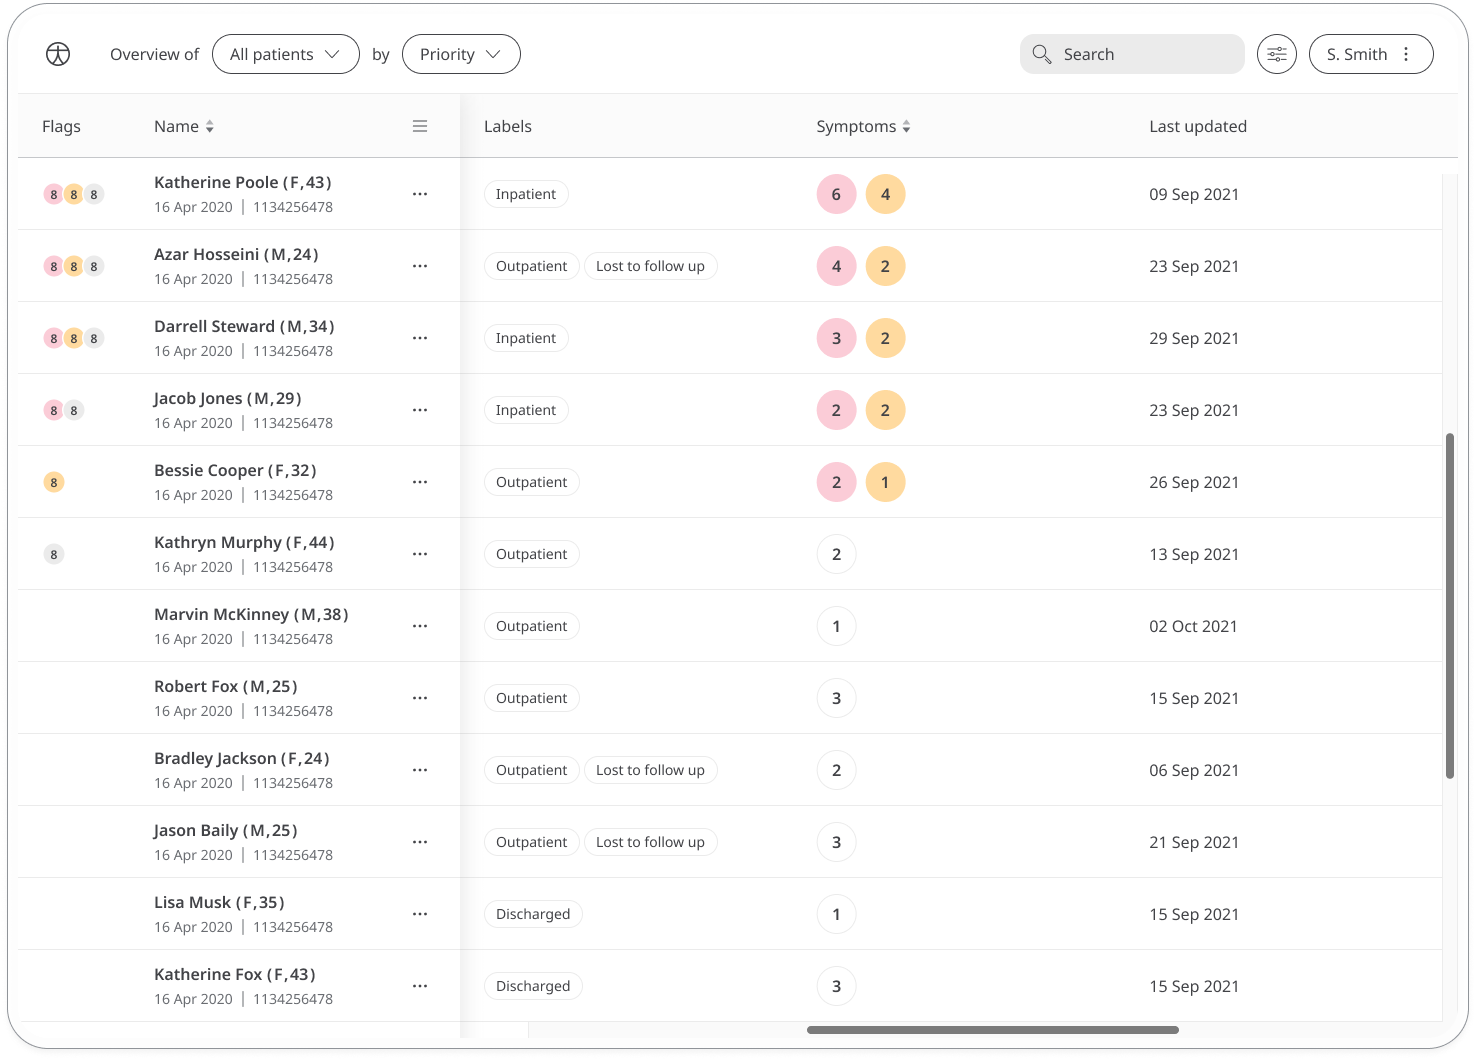 Overview of All patients by Priority Search S. Smith
Flags Name Labels Symptoms Last updated
Katherine Poole (F,43)
8 8 8 Inpatient 6 4 09 Sep 2021
16 Apr 2020 | 1134256478
Azar Hosseini (M,24)
8 8 8 Outpatient Lost to follow up 4 2 23 Sep 2021
16 Apr 2020 | 1134256478
Darrell Steward (M,34)
8 8 8 Inpatient 3 2 29 Sep 2021
16 Apr 2020 | 1134256478
Jacob Jones (M,29)
8 8 Inpatient 2 2 23 Sep 2021
16 Apr 2020 | 1134256478
Bessie Cooper (F,32)
8 Outpatient 2 1 26 Sep 2021
16 Apr 2020 | 1134256478
Kathryn Murphy (F,44)
8 Outpatient 2 13 Sep 2021
16 Apr 2020 | 1134256478
Marvin McKinney (M,38)
Outpatient 1 02 Oct 2021
16 Apr 2020 | 1134256478
Robert Fox (M,25)
Outpatient 3 15 Sep 2021
16 Apr 2020 | 1134256478
Bradley Jackson (F,24)
Outpatient Lost to follow up 2 06 Sep 2021
16 Apr 2020 | 1134256478
Jason Baily (M,25)
Outpatient Lost to follow up 3 21 Sep 2021
16 Apr 2020 | 1134256478
Lisa Musk (F,35)
Discharged 1 15 Sep 2021
16 Apr 2020 | 1134256478
Katherine Fox (F,43)
Discharged 3 15 Sep 2021
16 Apr 2020 | 1134256478